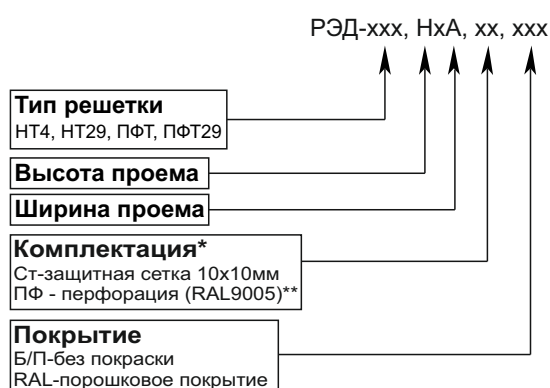 РЭД-xxx, HxA, xx, xxx
Тип решетки
НТ4, НТ29, ПФТ, ПФТ29
Высота проема
Ширина проема
Комплектация*
Ст-защитная сетка 10х10мм
ПФ - перфорация (RAL9005)**
Покрытие
Б/П-без покраски
RAL-порошковое покрытие